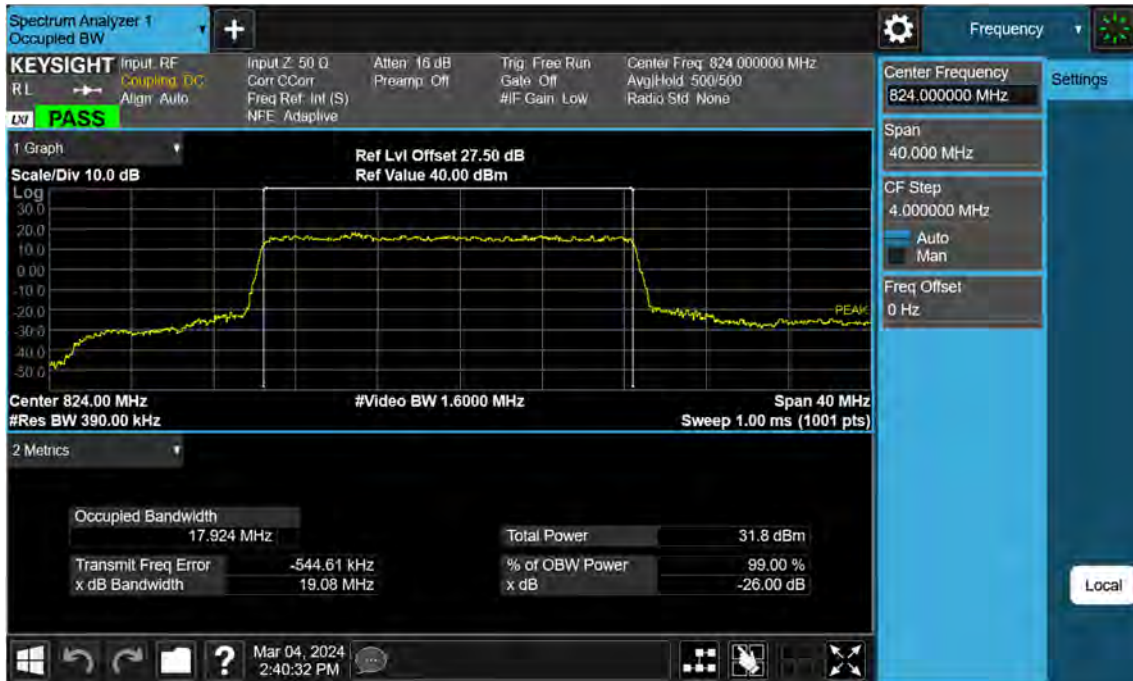 Spectrum Analyzer 1
Occupied BW
+
Frequency
KEYSIGHT
RL
LXI
PASS
Input: RF
Coupling: DC
Align: Auto
Input Z: 50 Ω
Corr CCorr
Freq Ref: Int (S)
NFE: Adaptive
Atten: 16 dB
Preamp: Off
Trig: Free Run
Gate: Off
#IF Gain: Low
Center Freq: 824.000000 MHz
Avg|Hold: 500/500
Radio Std: None
Center Frequency
824.000000 MHz
Settings
Span
40.000 MHz
CF Step
4.000000 MHz
Auto
Man
Freq Offset
0 Hz
Local
1 Graph
Scale/Div 10.0 dB
Ref Lvl Offset 27.50 dB
Ref Value 40.00 dBm
Log
30.0
20.0
10.0
0.00
-10.0
-20.0
-30.0
-40.0
-50.0
PEAK
Center 824.00 MHz
#Video BW 1.6000 MHz
Span 40 MHz
#Res BW 390.00 kHz
Sweep 1.00 ms (1001 pts)
2 Metrics
Occupied Bandwidth
17.924 MHz
Total Power 31.8 dBm
Transmit Freq Error -544.61 kHz
% of OBW Power 99.00 %
x dB Bandwidth 19.08 MHz
x dB -26.00 dB
?
Mar 04, 2024
2:40:32 PM